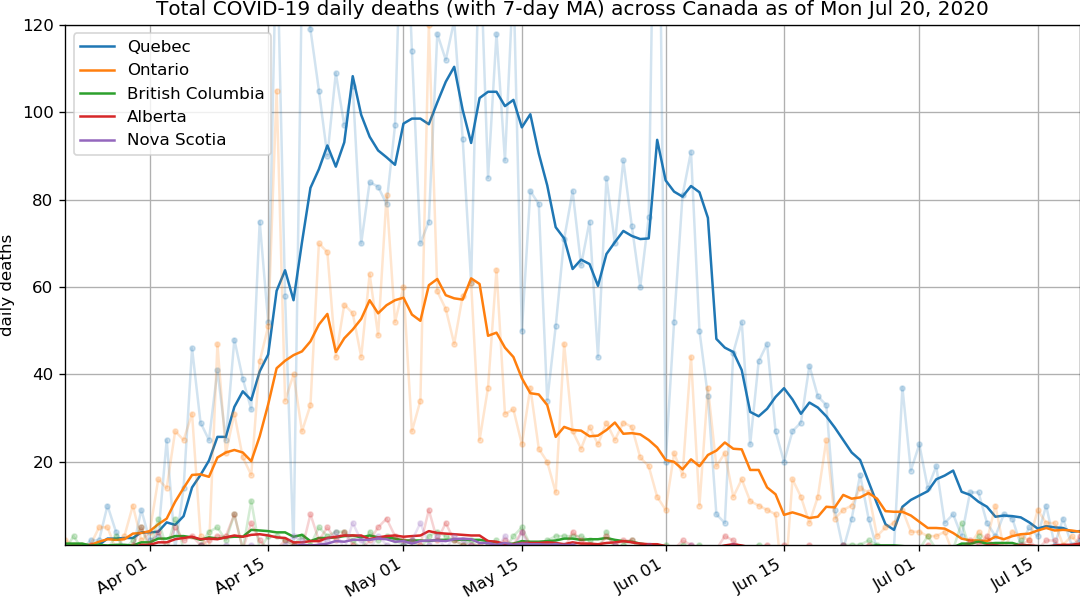 Total COVID-19 daily deaths (with 7-day MA) across Canada as of Mon Jul 20, 2020
daily deaths
120
100
80
60
40
20
Quebec
Ontario
British Columbia
Alberta
Nova Scotia
Apr 01
Apr 15
May 01
May 15
Jun 01
Jun 15
Jul 01
Jul 15